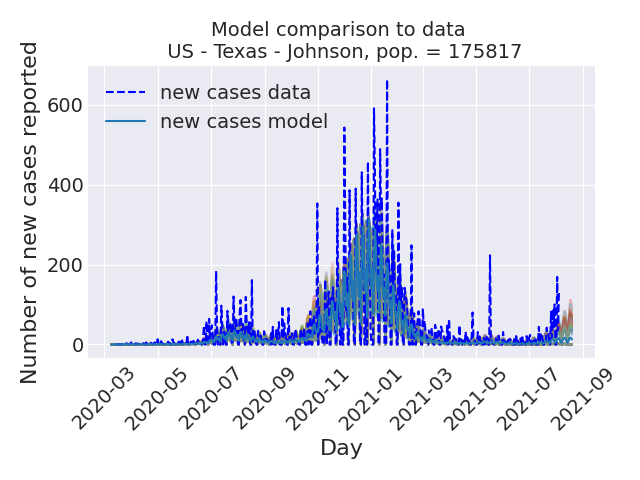 Model comparison to data
US - Texas - Johnson, pop. = 175817
Number of new cases reported
600
400
200
0
new cases data
new cases model
2020-03
2020-05
2020-07
2020-09
2020-11
2021-01
2021-03
2021-05
2021-07
2021-09
Day